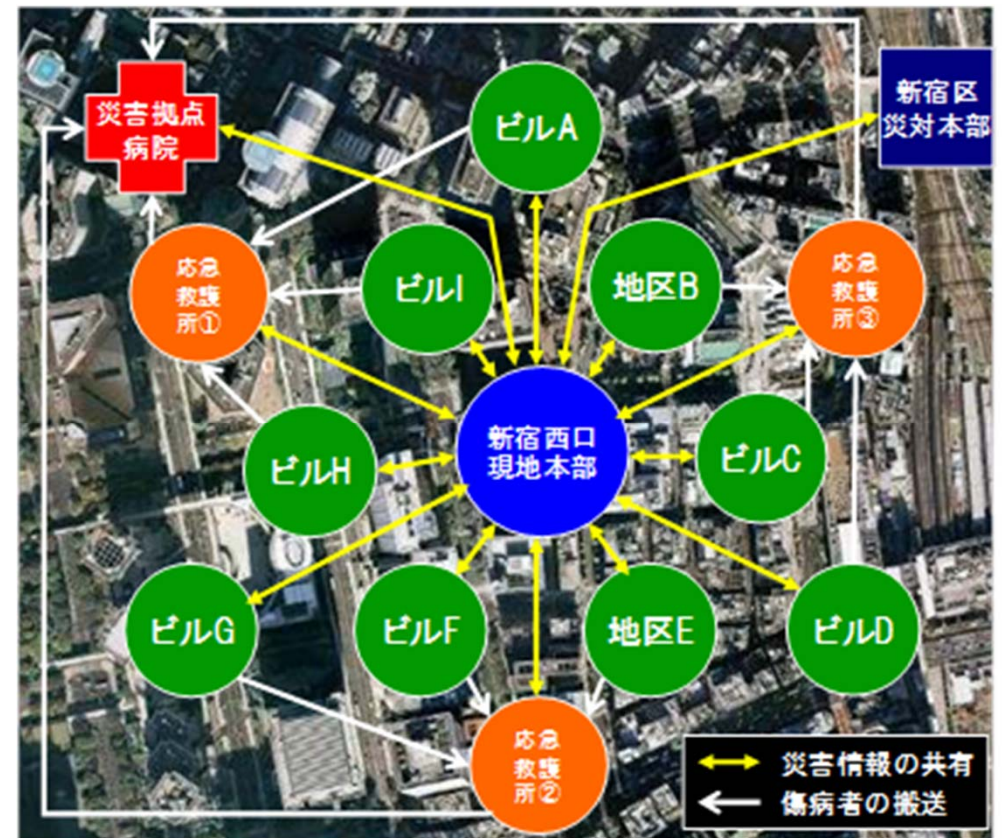 災害拠点
病院
ビルA
新宿区
災対本部
応急
救護
所①
ビルI
地区B
応急
救護
所③
新宿西口
現地本部
ビルH
ビルC
ビルG
ビルF
地区E
ビルD
応急
救護
所②
災害情報の共有
傷病者の搬送